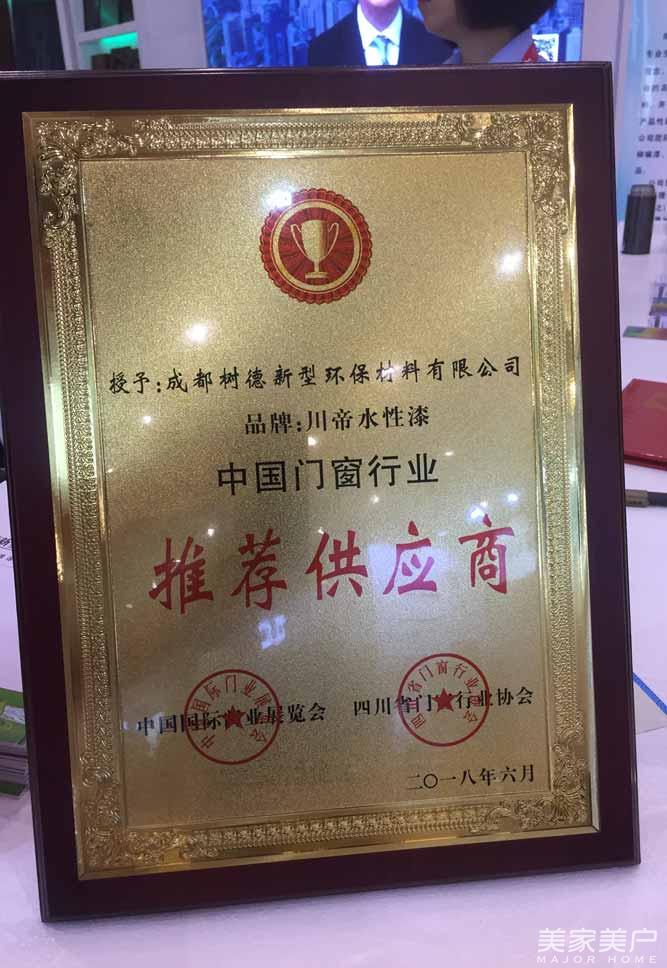 授予:成都树德新型环保材料有限公司
品牌:川帝水性漆
中国门窗行业
推荐供应商
中国国际门业展览会 四川省门窗行业协会
二〇一八年六月
美家美户
MAJOR HOME